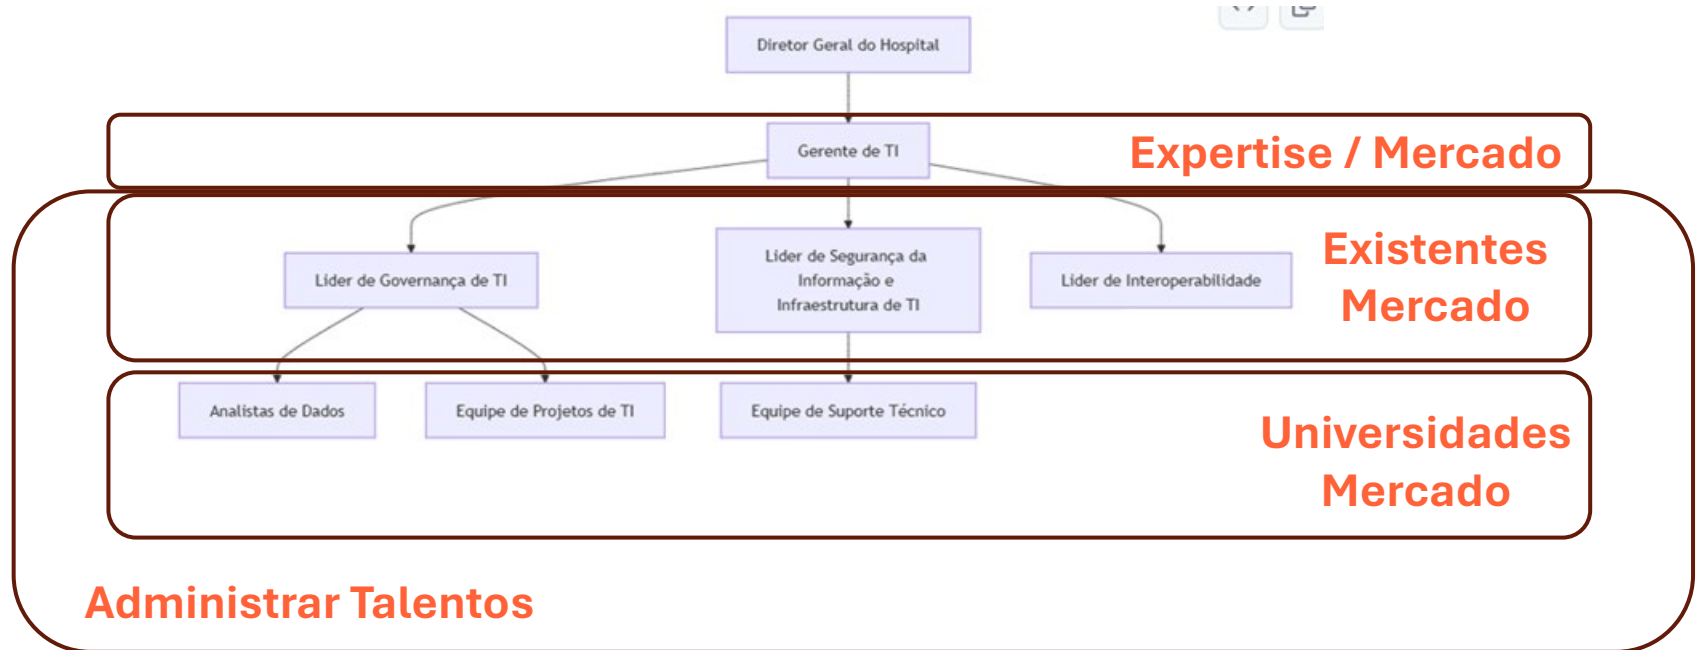 Diretor Geral do Hospital
Gerente de TI
Expertise / Mercado
Líder de Governança de TI
Líder de Segurança da
Informação e
Infraestrutura de TI
Líder de Interoperabilidade
Existentes
Mercado
Analistas de Dados
Equipe de Projetos de TI
Equipe de Suporte Técnico
Universidades
Mercado
Administrar Talentos